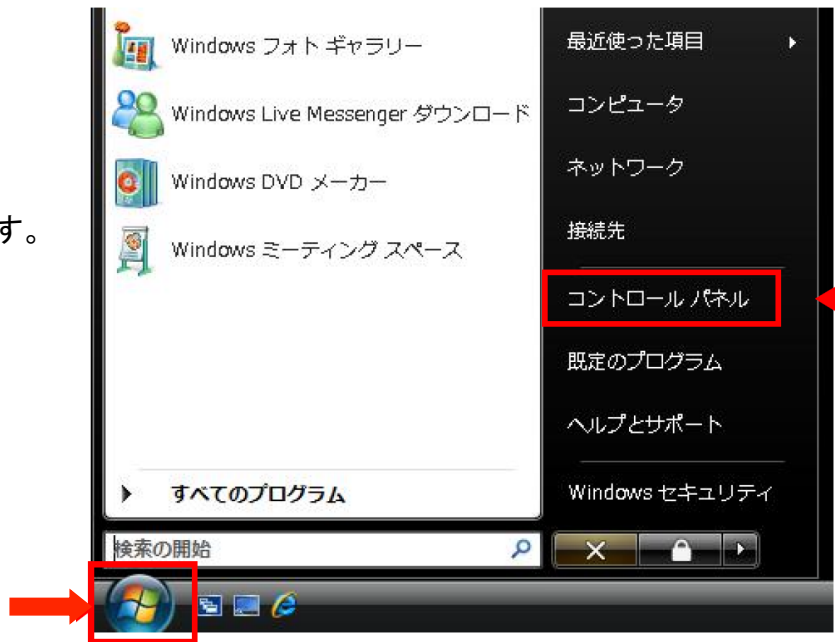 Windows フォト ギャラリー
Windows Live Messenger ダウンロード
Windows DVD メーカー
Windows ミーティング スペース
すべてのプログラム
検索の開始
最近使った項目
コンピュータ
ネットワーク
接続先
コントロール パネル
既定のプログラム
ヘルプとサポート
Windows セキュリティ
す。